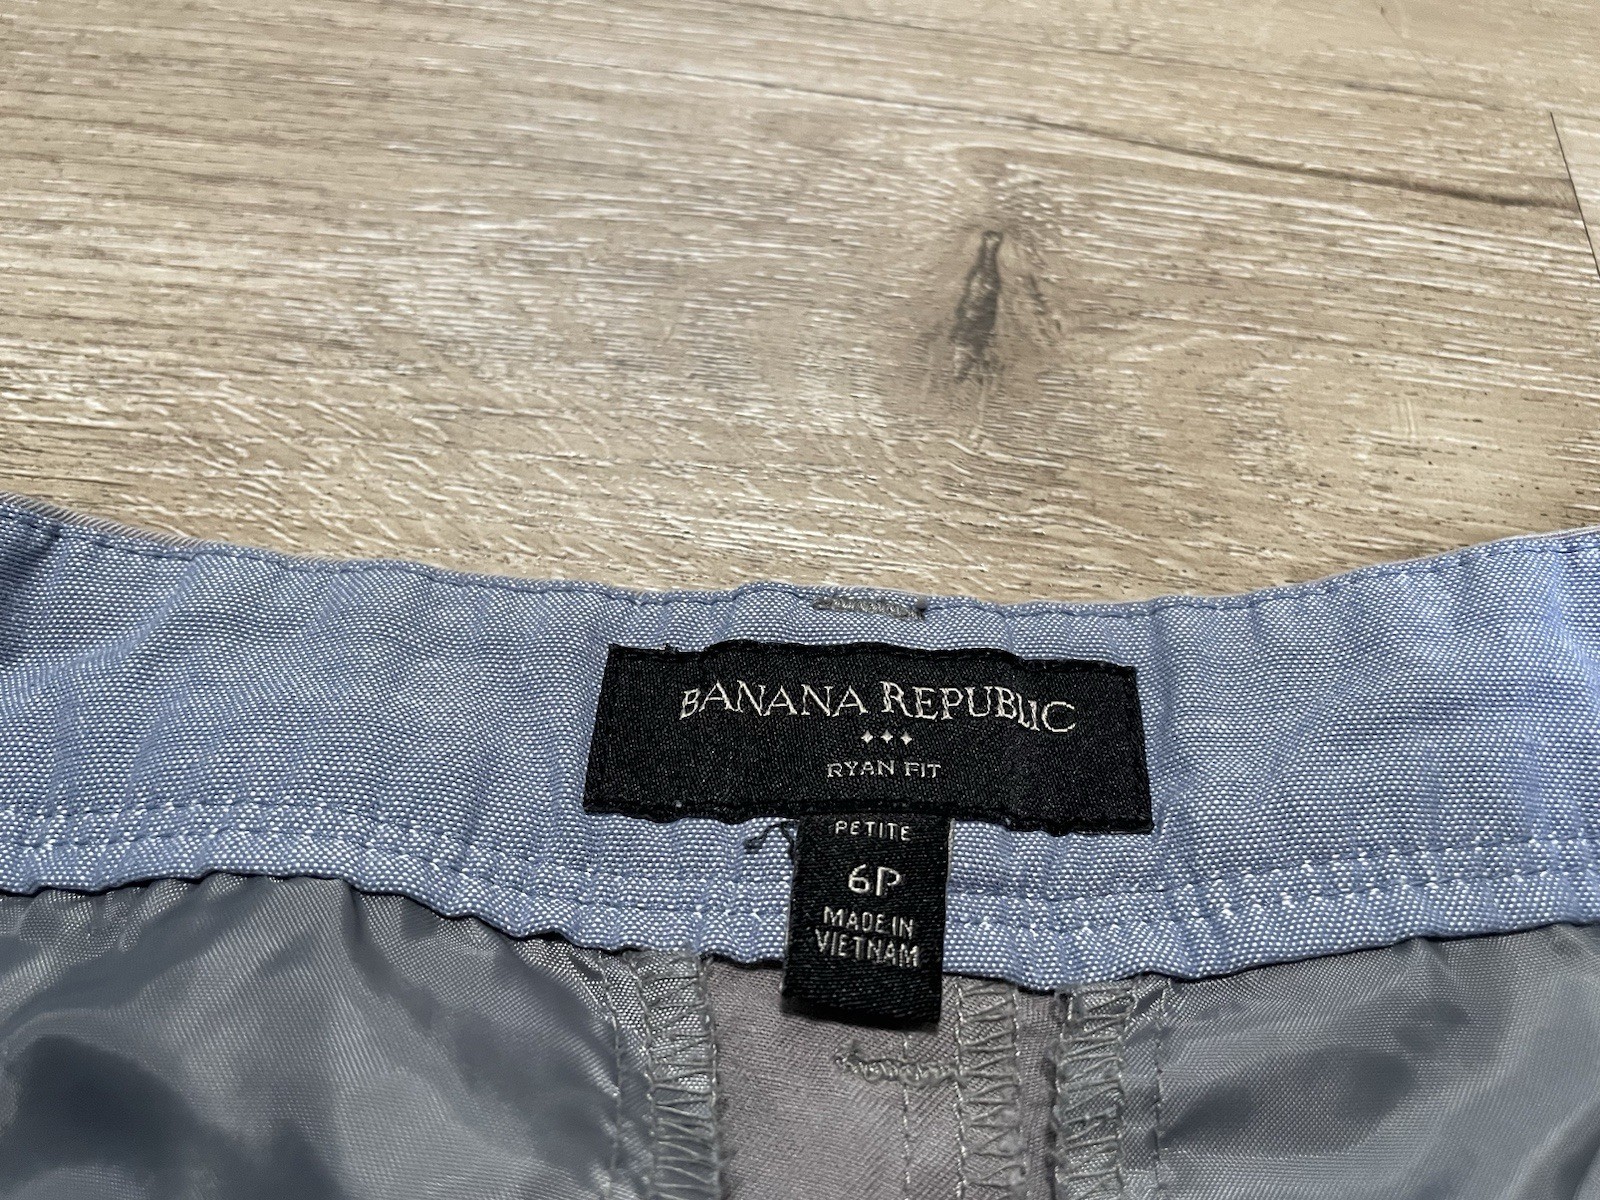 BANANA REPUBLIC
RYAN FIT
PETITE
6P
MADE IN
VIETNAM